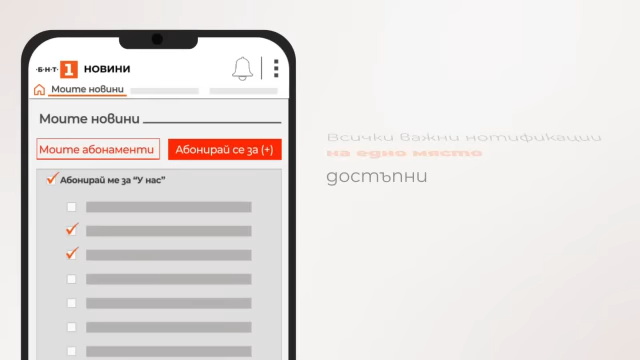 ·Б·Н·Т· 1 НОВИНИ
Моите новини
Моите новини
Моите абонаменти
Абонирай се за (+)
Абонирай ме за "У нас"
Всички важни нотификации
на едно място
достъпни